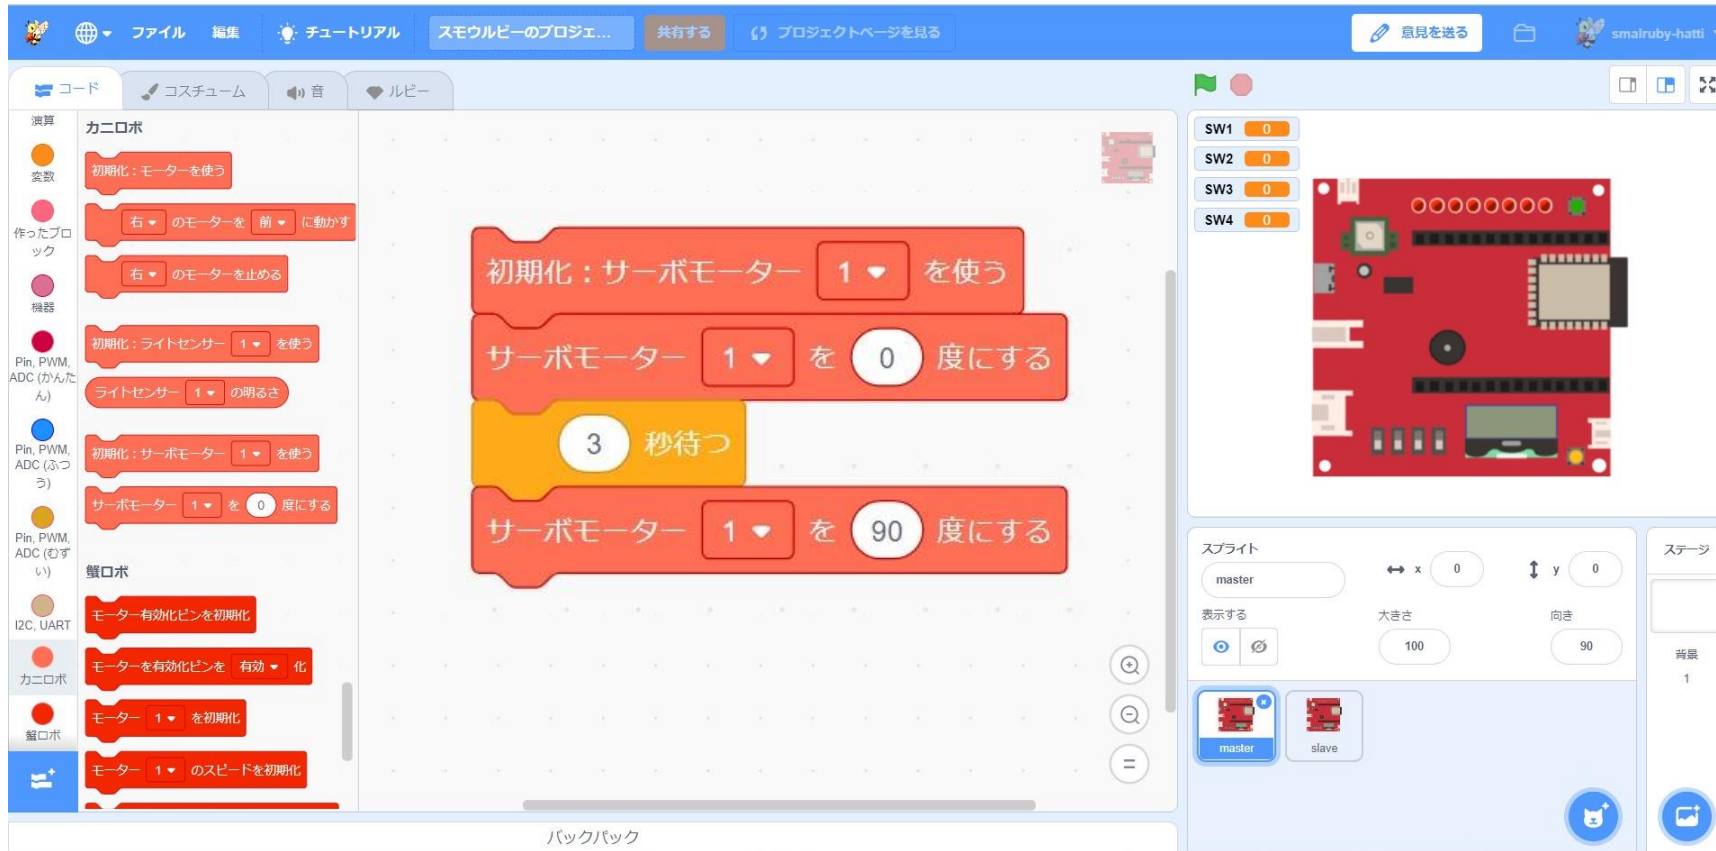 ファイル 編集 チュートリアル スモウルビーのプロジェ... 共有する プロジェクトページを見る 意見を送る smalruby-hatti
コード コスチューム 音 ルビー
演算
変数
作ったブロ
ック
機器
Pin, PWM,
ADC (かんた
ん)
Pin, PWM,
ADC (ふつ
う)
Pin, PWM,
ADC (むず
い)
I2C, UART
カニロボ
蟹ロボ
カニロボ
初期化：モーターを使う
右 のモーターを 前 に動かす
右 のモーターを止める
初期化：ライトセンサー 1 を使う
ライトセンサー 1 の明るさ
初期化：サーボモーター 1 を使う
サーボモーター 1 を 0 度にする
蟹ロボ
モーター有効化ピンを初期化
モーターを有効化ピンを 有効 化
モーター 1 を初期化
モーター 1 のスピードを初期化
初期化：サーボモーター 1 を使う
サーボモーター 1 を 0 度にする
3 秒待つ
サーボモーター 1 を 90 度にする
バックパック
SW1 0
SW2 0
SW3 0
SW4 0
スプライト
master
x 0
y 0
表示する
大きさ
100
向き
90
master
slave
ステージ
背景
1